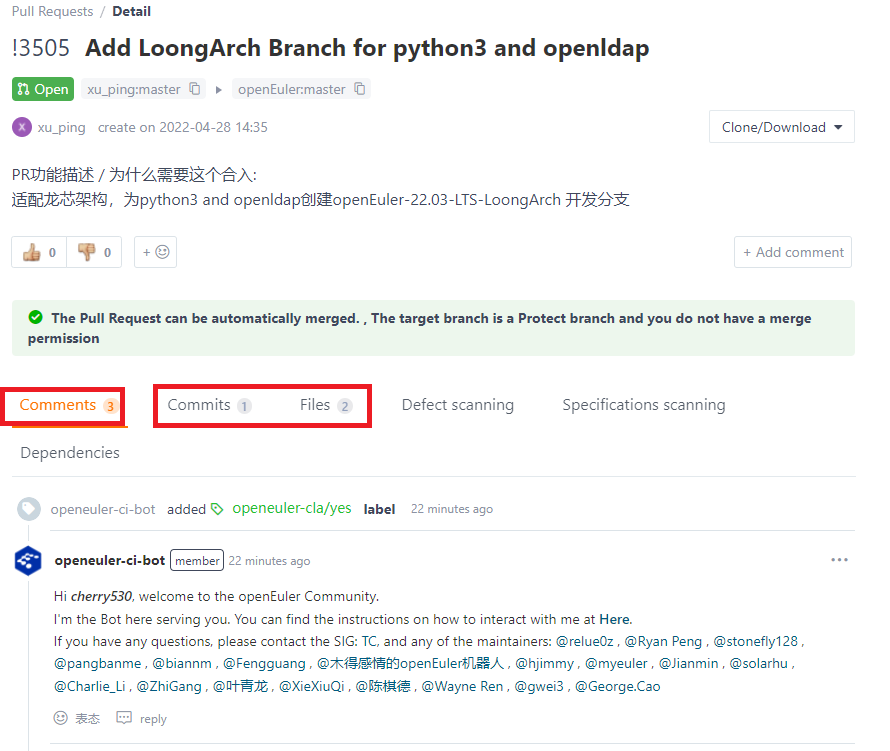 Pull Requests / Detail
!3505 Add LoongArch Branch for python3 and openldap
Open xu_ping:master openEuler:master
X xu_ping create on 2022-04-28 14:35
Clone/Download
PR功能描述 / 为什么需要这个合入:
适配龙芯架构，为python3 and openldap创建openEuler-22.03-LTS-LoongArch 开发分支
0 0 + + Add comment
The Pull Request can be automatically merged. , The target branch is a Protect branch and you do not have a merge
permission
Comments 3 Commits 1 Files 2 Defect scanning Specifications scanning
Dependencies
openeuler-ci-bot added openeuler-cla/yes label 22 minutes ago
openeuler-ci-bot member 22 minutes ago
Hi cherry530, welcome to the openEuler Community.
I'm the Bot here serving you. You can find the instructions on how to interact with me at Here.
If you have any questions, please contact the SIG: TC, and any of the maintainers: @relue0z , @Ryan Peng , @stonefly128 ,
@pangbanme , @biannm , @Fengguang , @木得感情的openEuler机器人 , @hjimmy , @myeuler , @Jianmin , @solarhu ,
@Charlie_Li , @ZhiGang , @叶青龙 , @XieXiuQi , @陈棋德 , @Wayne Ren , @gwei3 , @George.Cao
表态 reply